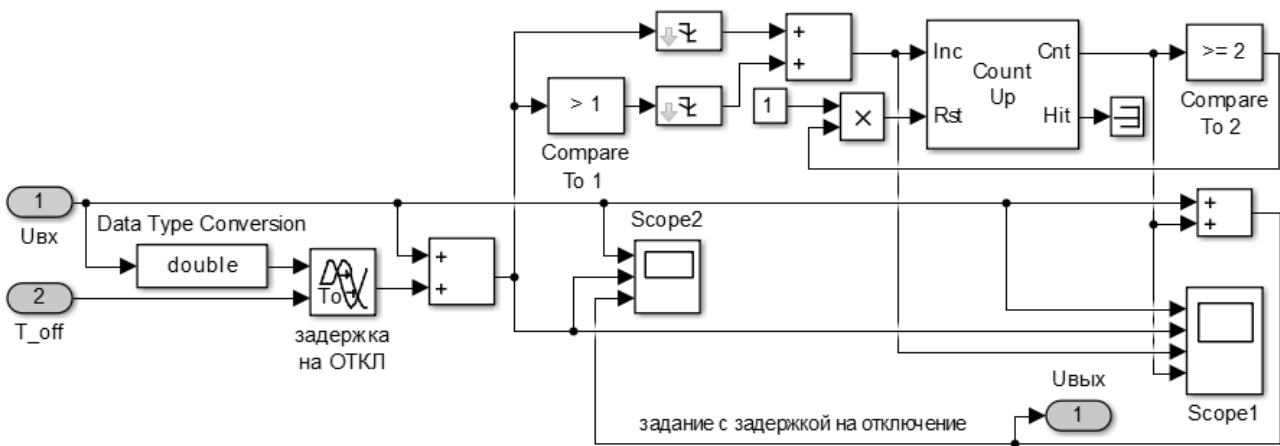 +
+
Inc
Cnt
Count
Up
Rst
Hit
>= 2
Compare
To 2
> 1
Compare
To 1
1
×
1
Uвх
Data Type Conversion
double
2
T_off
To
задержка
на ОТКЛ
+
+
Scope2
+
+
Scope1
Uвых
1
задание с задержкой на отключение